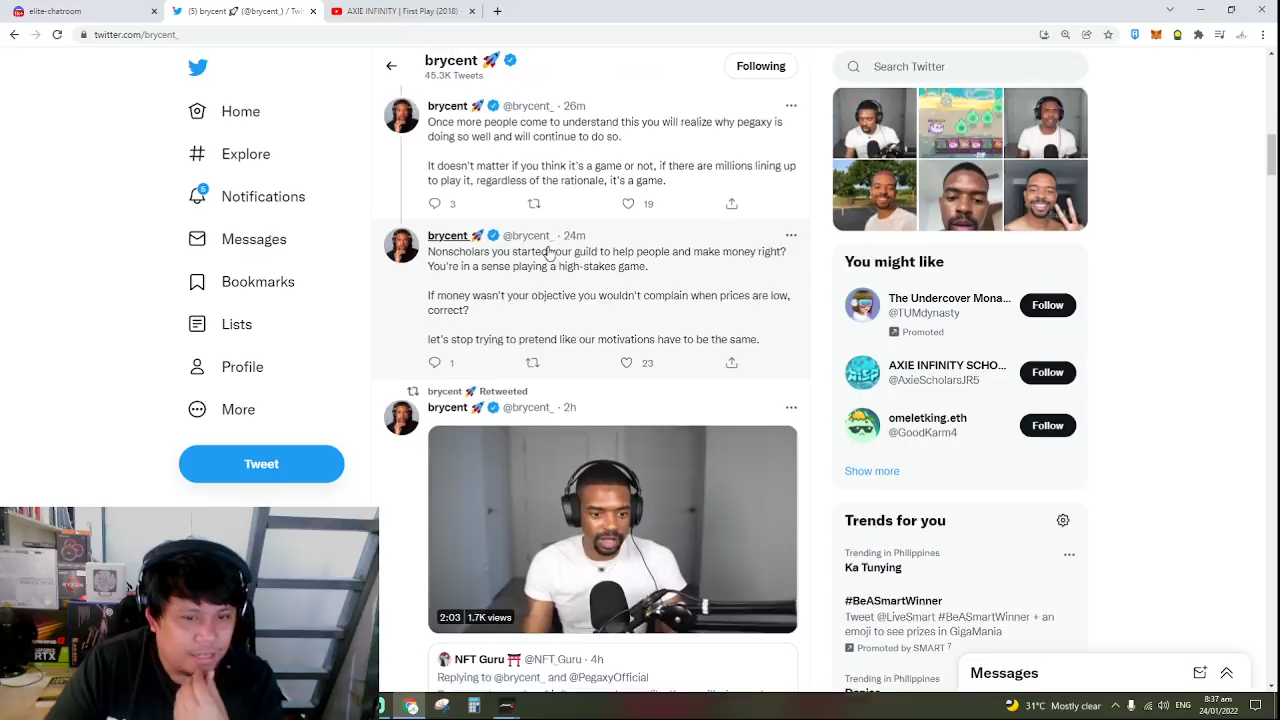 elite-chatroom
(5) brycent 🚀 (@brycent_) / Twi
AXIE INFINITY | First Play (2018)
twitter.com/brycent_
Home
Explore
5
Notifications
Messages
Bookmarks
Lists
Profile
More
Tweet
brycent 🚀
45.3K Tweets
Following
brycent 🚀 @brycent_ · 26m
Once more people come to understand this you will realize why pegaxy is
doing so well and will continue to do so.
It doesn't matter if you think it's a game or not, if there are millions lining up
to play it, regardless of the rationale, it's a game.
3
19
brycent 🚀 @brycent_ · 24m
Nonscholars you started your guild to help people and make money right?
You're in a sense playing a high-stakes game.
If money wasn't your objective you wouldn't complain when prices are low,
correct?
let's stop trying to pretend like our motivations have to be the same.
1
23
brycent 🚀 Retweeted
brycent 🚀 @brycent_ · 2h
2:03 1.7K views
NFT Guru ⛩ @NFT_Guru · 4h
Replying to @brycent_ and @PegaxyOfficial
Search Twitter
You might like
The Undercover Mona...
@TUMdynasty
Promoted
Follow
AXIE INFINITY SCHO...
@AxieScholarsJR5
Follow
omeletking.eth
@GoodKarm4
Follow
Show more
Trends for you
Trending in Philippines
Ka Tunying
#BeASmartWinner
Tweet @LiveSmart #BeASmartWinner + an
emoji to see prizes in GigaMania
Promoted by SMART
Trending in Philippines
Messages
RYZEN
RTX
31°C Mostly clear
ENG
8:37 am
24/01/2022